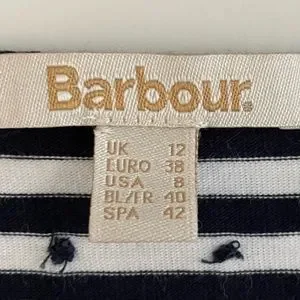 Barbour
UK 12
EURO 38
USA 8
BL/FR 40
SPA 42